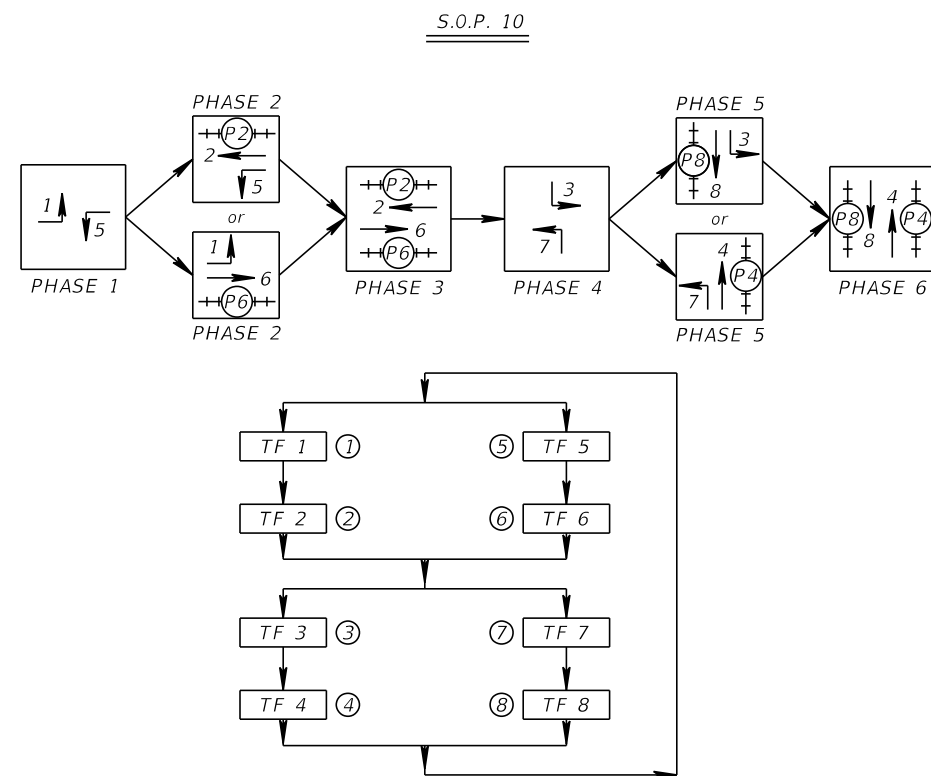 S.O.P. 10
PHASE 1
1
5
PHASE 2
P2
2
5
or
1
6
P6
PHASE 2
P2
2
6
P6
PHASE 3
3
7
PHASE 4
PHASE 5
P8
3
8
or
4
P4
7
PHASE 5
4
P8
P4
8
PHASE 6
TF 1 1
5 TF 5
TF 2 2
6 TF 6
TF 3 3
7 TF 7
TF 4 4
8 TF 8